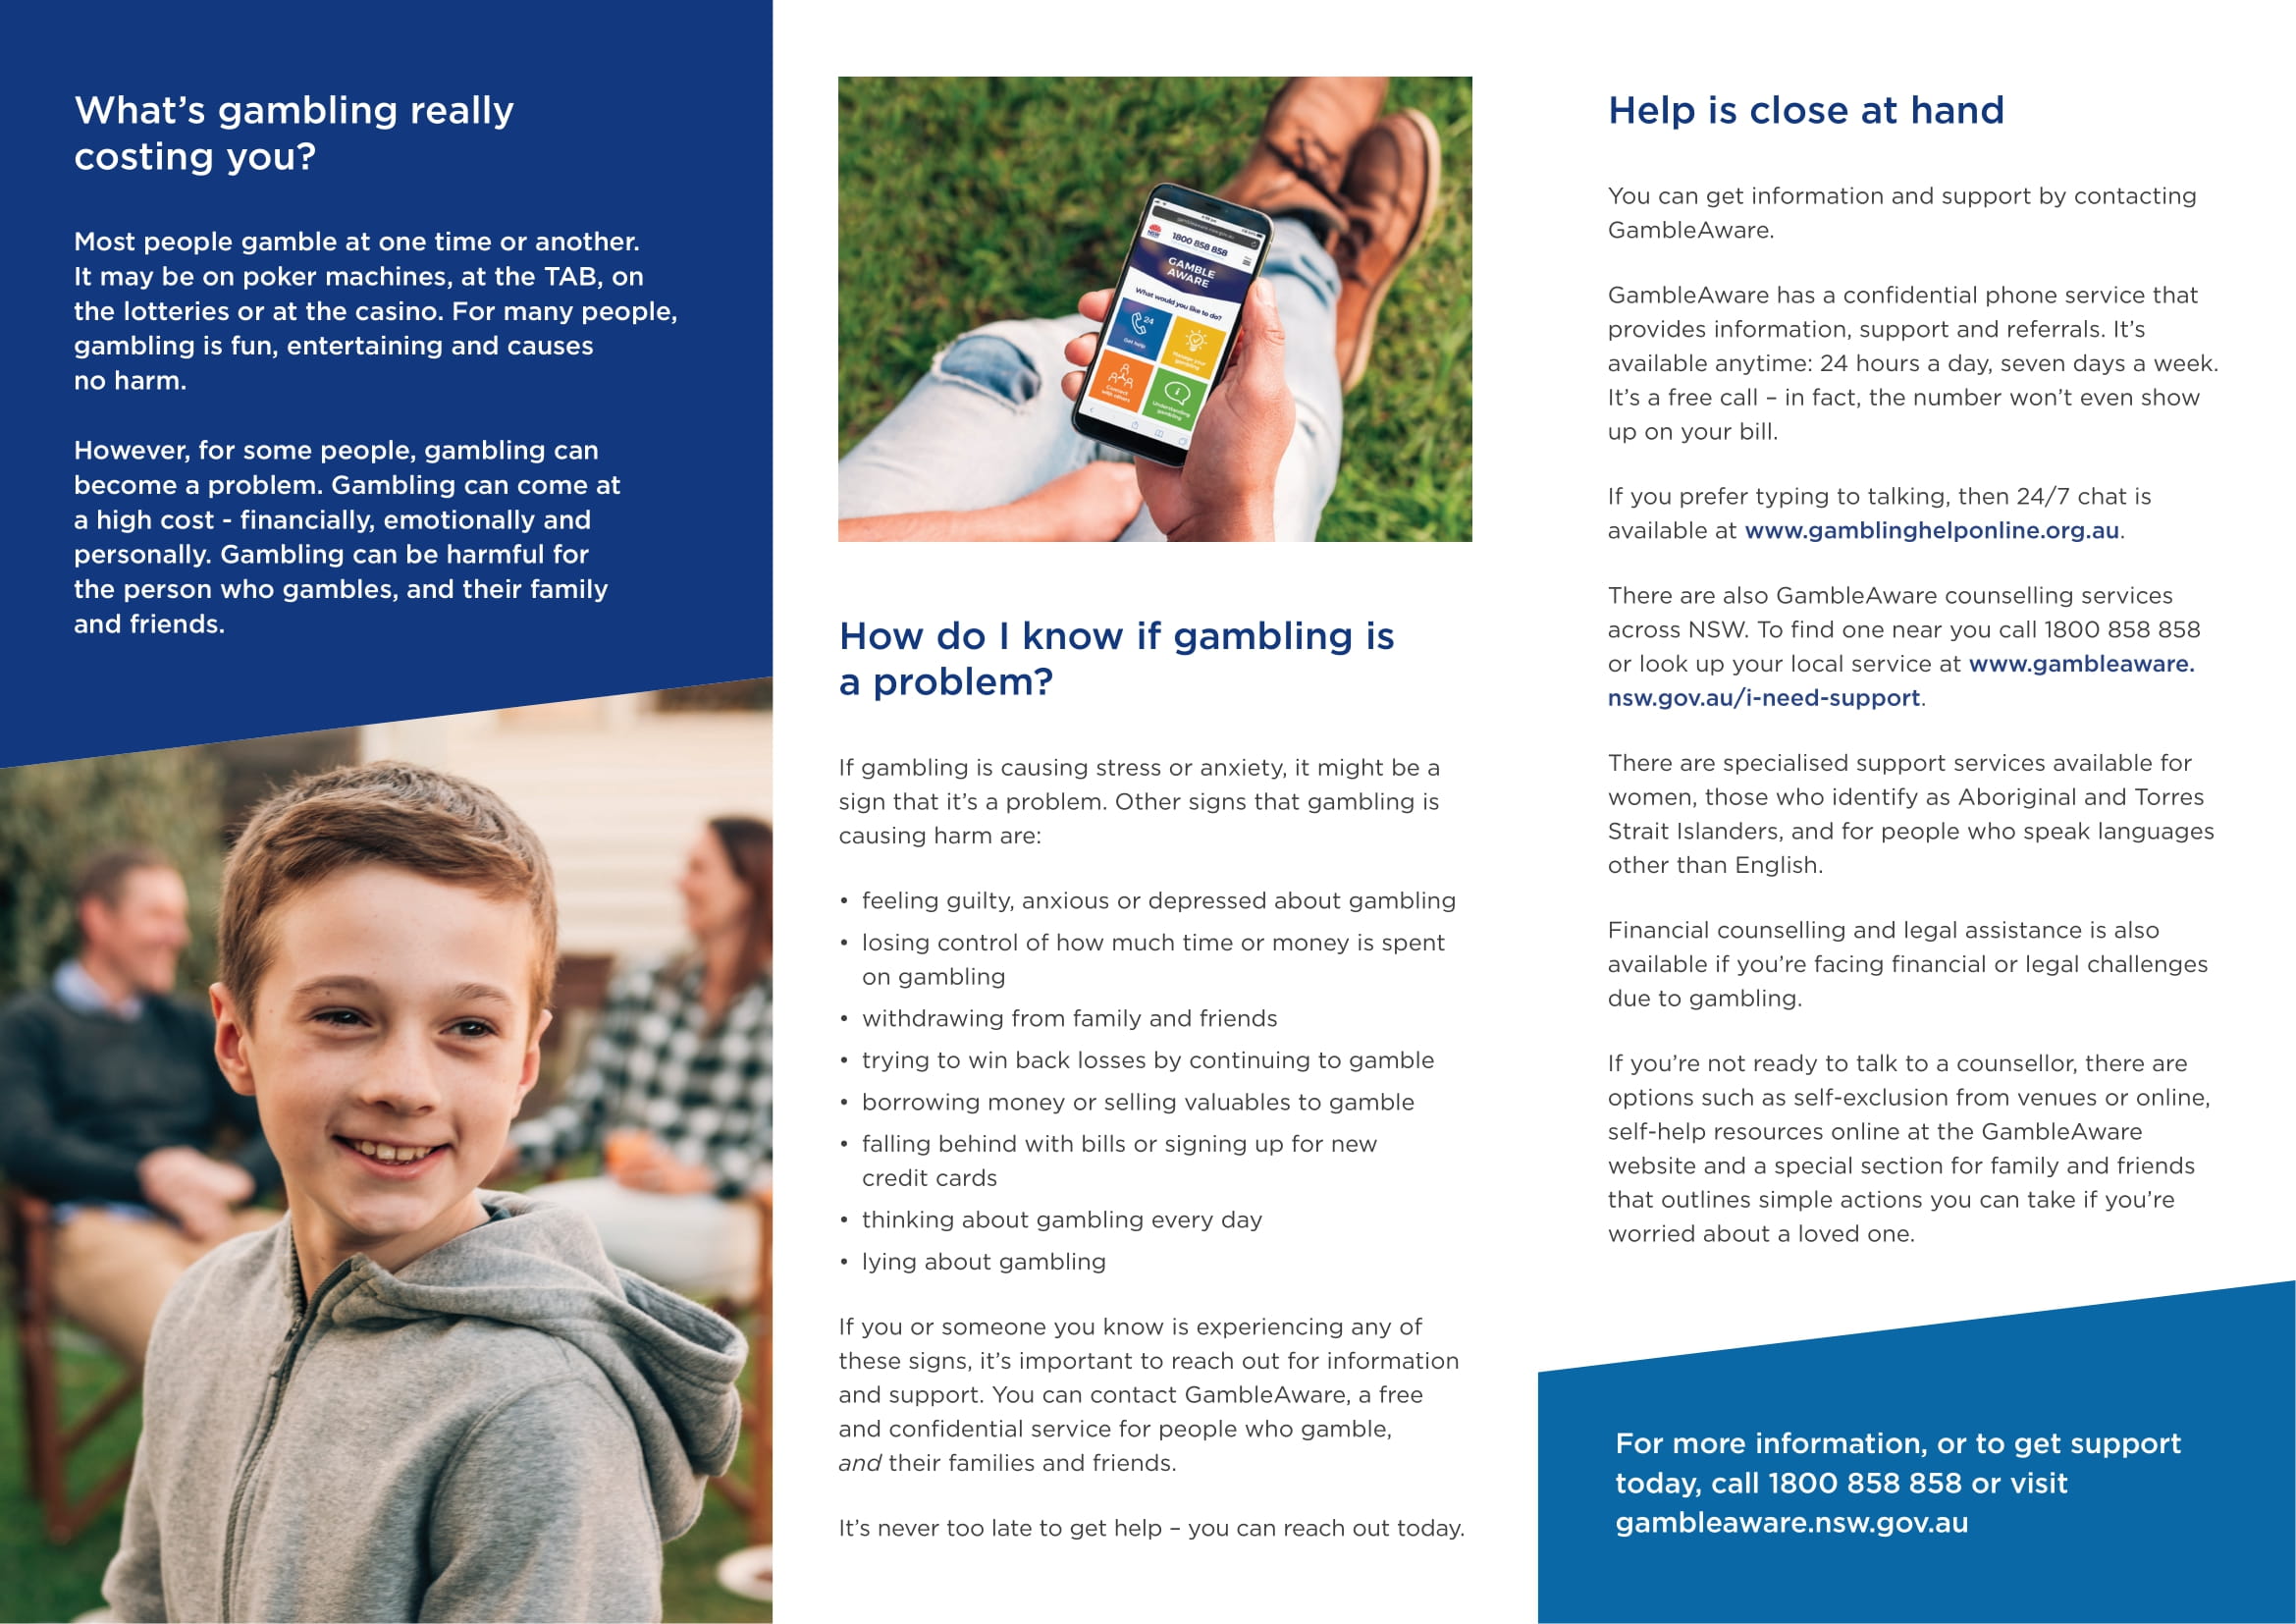 What's gambling really
costing you?
Most people gamble at one time or another.
It may be on poker machines, at the TAB, on
the lotteries or at the casino. For many people,
gambling is fun, entertaining and causes
no harm.
However, for some people, gambling can
become a problem. Gambling can come at
a high cost - financially, emotionally and
personally. Gambling can be harmful for
the person who gambles, and their family
and friends.
1800 858 858
GAMBLE
AWARE
What would you like to do?
24
Get help
Manage your
gambling
Connect
with others
Understanding
gambling
How do I know if gambling is
a problem?
If gambling is causing stress or anxiety, it might be a
sign that it's a problem. Other signs that gambling is
causing harm are:
• feeling guilty, anxious or depressed about gambling
• losing control of how much time or money is spent
on gambling
• withdrawing from family and friends
• trying to win back losses by continuing to gamble
• borrowing money or selling valuables to gamble
• falling behind with bills or signing up for new
credit cards
• thinking about gambling every day
• lying about gambling
If you or someone you know is experiencing any of
these signs, it's important to reach out for information
and support. You can contact GambleAware, a free
and confidential service for people who gamble,
and their families and friends.
It's never too late to get help – you can reach out today.
Help is close at hand
You can get information and support by contacting
GambleAware.
GambleAware has a confidential phone service that
provides information, support and referrals. It's
available anytime: 24 hours a day, seven days a week.
It's a free call – in fact, the number won't even show
up on your bill.
If you prefer typing to talking, then 24/7 chat is
available at www.gamblinghelponline.org.au.
There are also GambleAware counselling services
across NSW. To find one near you call 1800 858 858
or look up your local service at www.gambleaware.
nsw.gov.au/i-need-support.
There are specialised support services available for
women, those who identify as Aboriginal and Torres
Strait Islanders, and for people who speak languages
other than English.
Financial counselling and legal assistance is also
available if you're facing financial or legal challenges
due to gambling.
If you're not ready to talk to a counsellor, there are
options such as self-exclusion from venues or online,
self-help resources online at the GambleAware
website and a special section for family and friends
that outlines simple actions you can take if you're
worried about a loved one.
For more information, or to get support
today, call 1800 858 858 or visit
gambleaware.nsw.gov.au